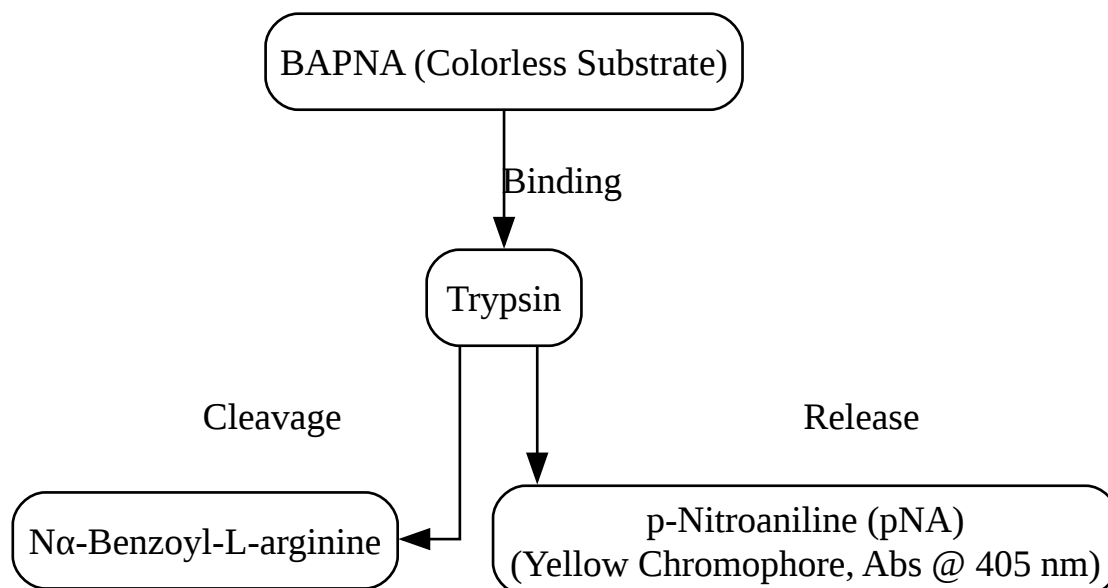 BAPNA (Colorless Substrate)
Binding
Trypsin
Cleavage
Release
Nα-Benzoyl-L-arginine
p-Nitroaniline (pNA)
(Yellow Chromophore, Abs @ 405 nm)